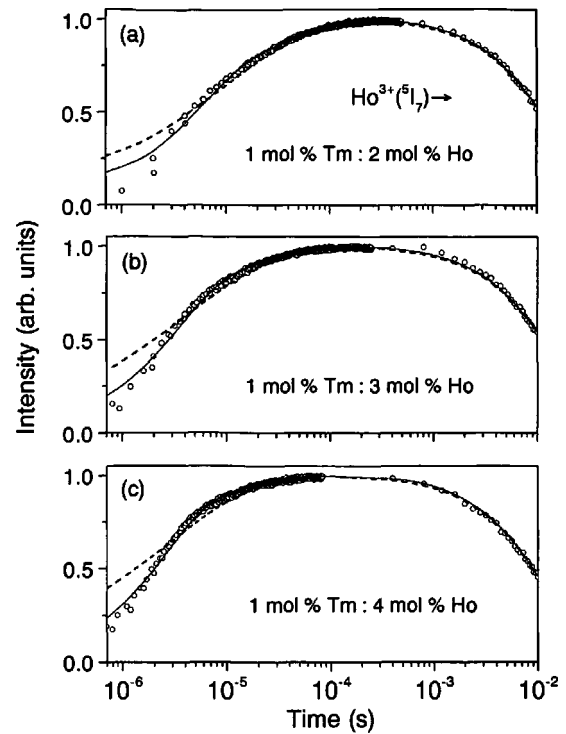 (a)
1.0
0.5
0.0
Ho³⁺(⁵I₇)→
1 mol % Tm : 2 mol % Ho
(b)
1.0
0.5
0.0
1 mol % Tm : 3 mol % Ho
(c)
1.0
0.5
0.0
1 mol % Tm : 4 mol % Ho
Intensity (arb. units)
10⁻⁶ 10⁻⁵ 10⁻⁴ 10⁻³ 10⁻²
Time (s)